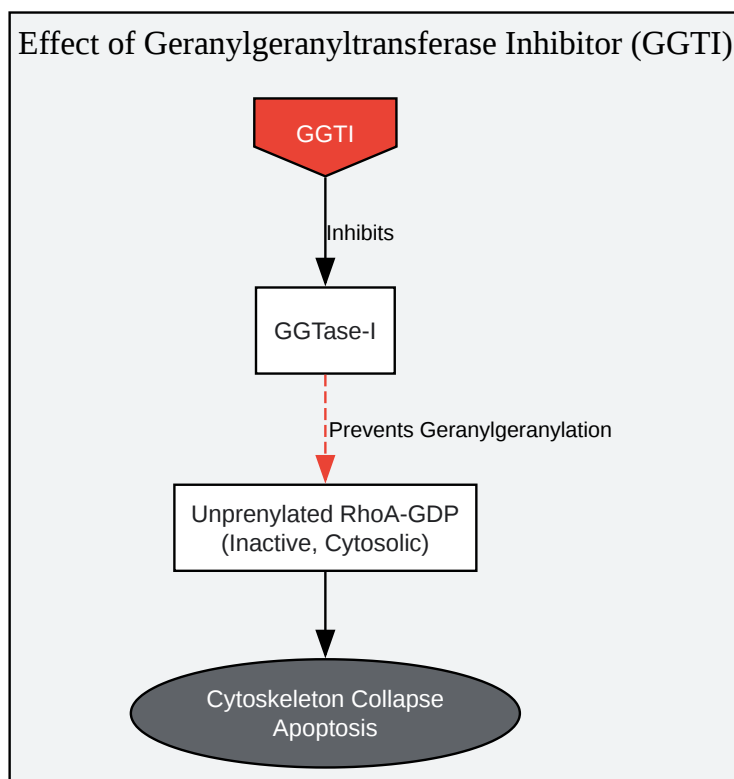 Effect of Geranylgeranyltransferase Inhibitor (GGTI)
GGTI
Inhibits
GGTase-I
Prevents Geranylgeranylation
Unprenylated RhoA-GDP
(Inactive, Cytosolic)
Cytoskeleton Collapse
Apoptosis